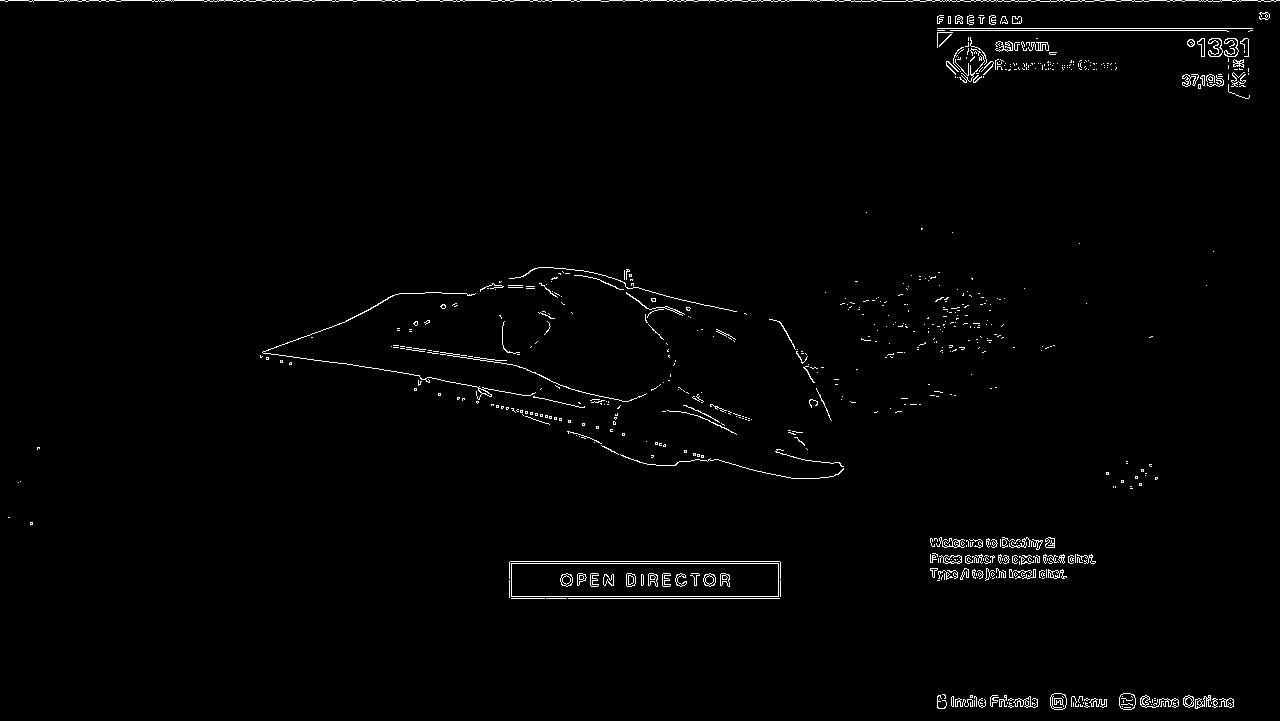 FIRETEAM
sarwin_
1331
37,195
Welcome to Destiny 2!
Press enter to open text chat.
Type /l to join local chat.
OPEN DIRECTOR
Invite Friends Menu Game Options